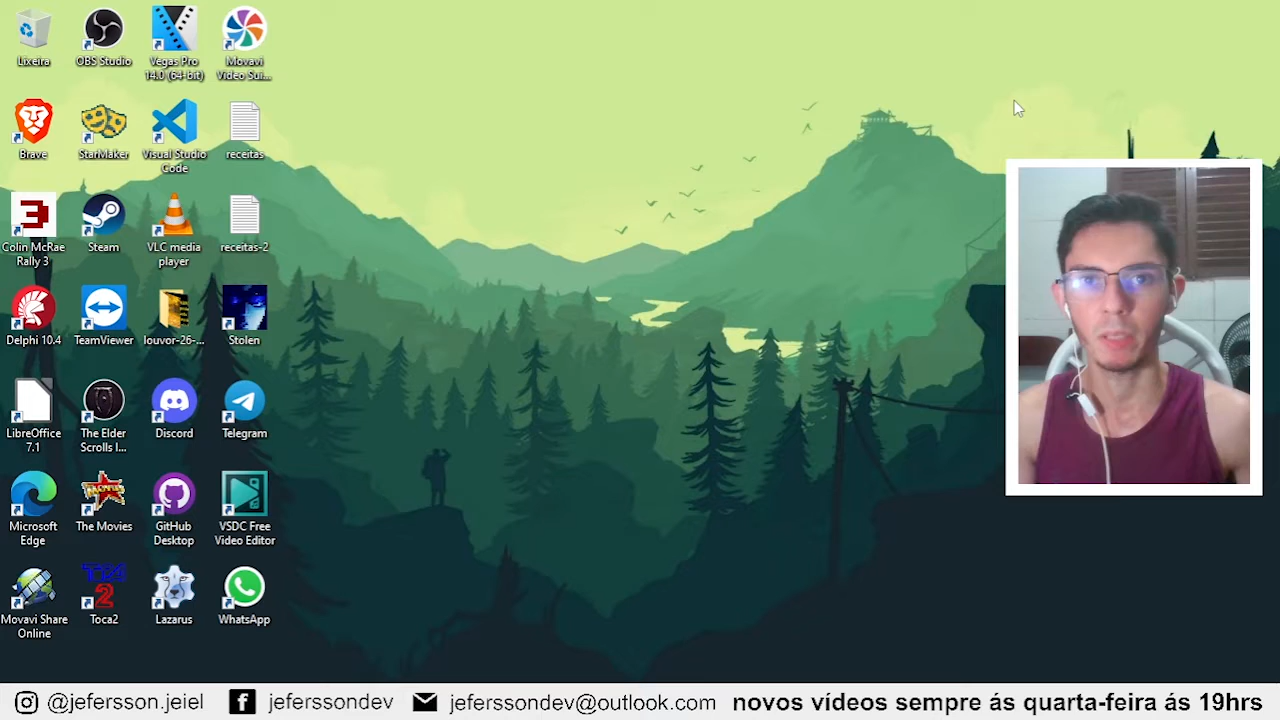 Lixeira
OBS Studio
Vegas Pro
14.0 (64-bit)
Movavi
Video Sui...
Brave
StarMaker
Visual Studio
Code
receitas
Colin McRae
Rally 3
Steam
VLC media
player
receitas-2
Delphi 10.4
TeamViewer
louvor-26-...
Stolen
LibreOffice
7.1
The Elder
Scrolls I...
Discord
Telegram
Microsoft
Edge
The Movies
GitHub
Desktop
VSDC Free
Video Editor
Movavi Share
Online
Toca2
Lazarus
WhatsApp
@jefersson.jeiel jeferssondev jeferssondev@outlook.com novos vídeos sempre ás quarta-feira ás 19hrs